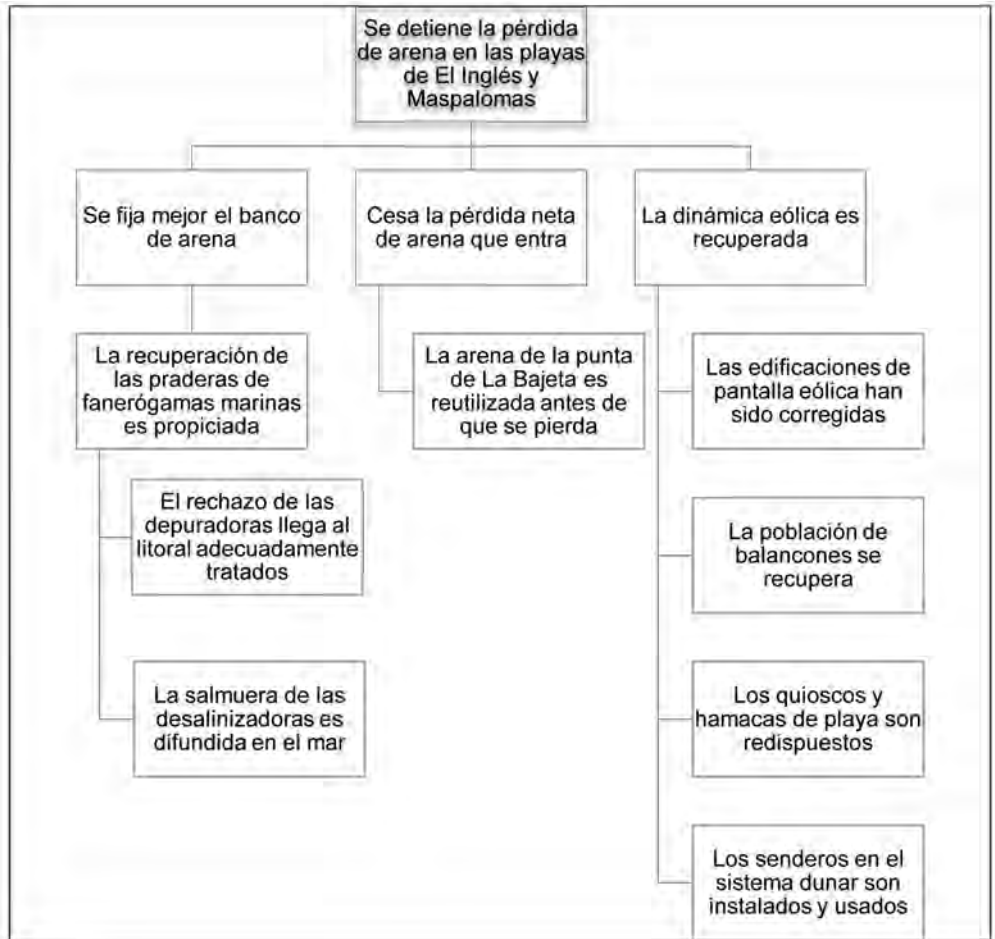 Se detiene la pérdida
de arena en las playas
de El Inglés y
Maspalomas
Se fija mejor el banco
de arena
Cesa la pérdida neta
de arena que entra
La dinámica eólica es
recuperada
La recuperación de
las praderas de
fanerógamas marinas
es propiciada
El rechazo de las
depuradoras llega al
litoral adecuadamente
tratados
La salmuera de las
desalinizadoras es
difundida en el mar
La arena de la punta
de La Bajeta es
reutilizada antes de
que se pierda
Las edificaciones de
pantalla eólica han
sido corregidas
La población de
balancones se
recupera
Los quioscos y
hamacas de playa son
redispuestos
Los senderos en el
sistema dunar son
instalados y usados